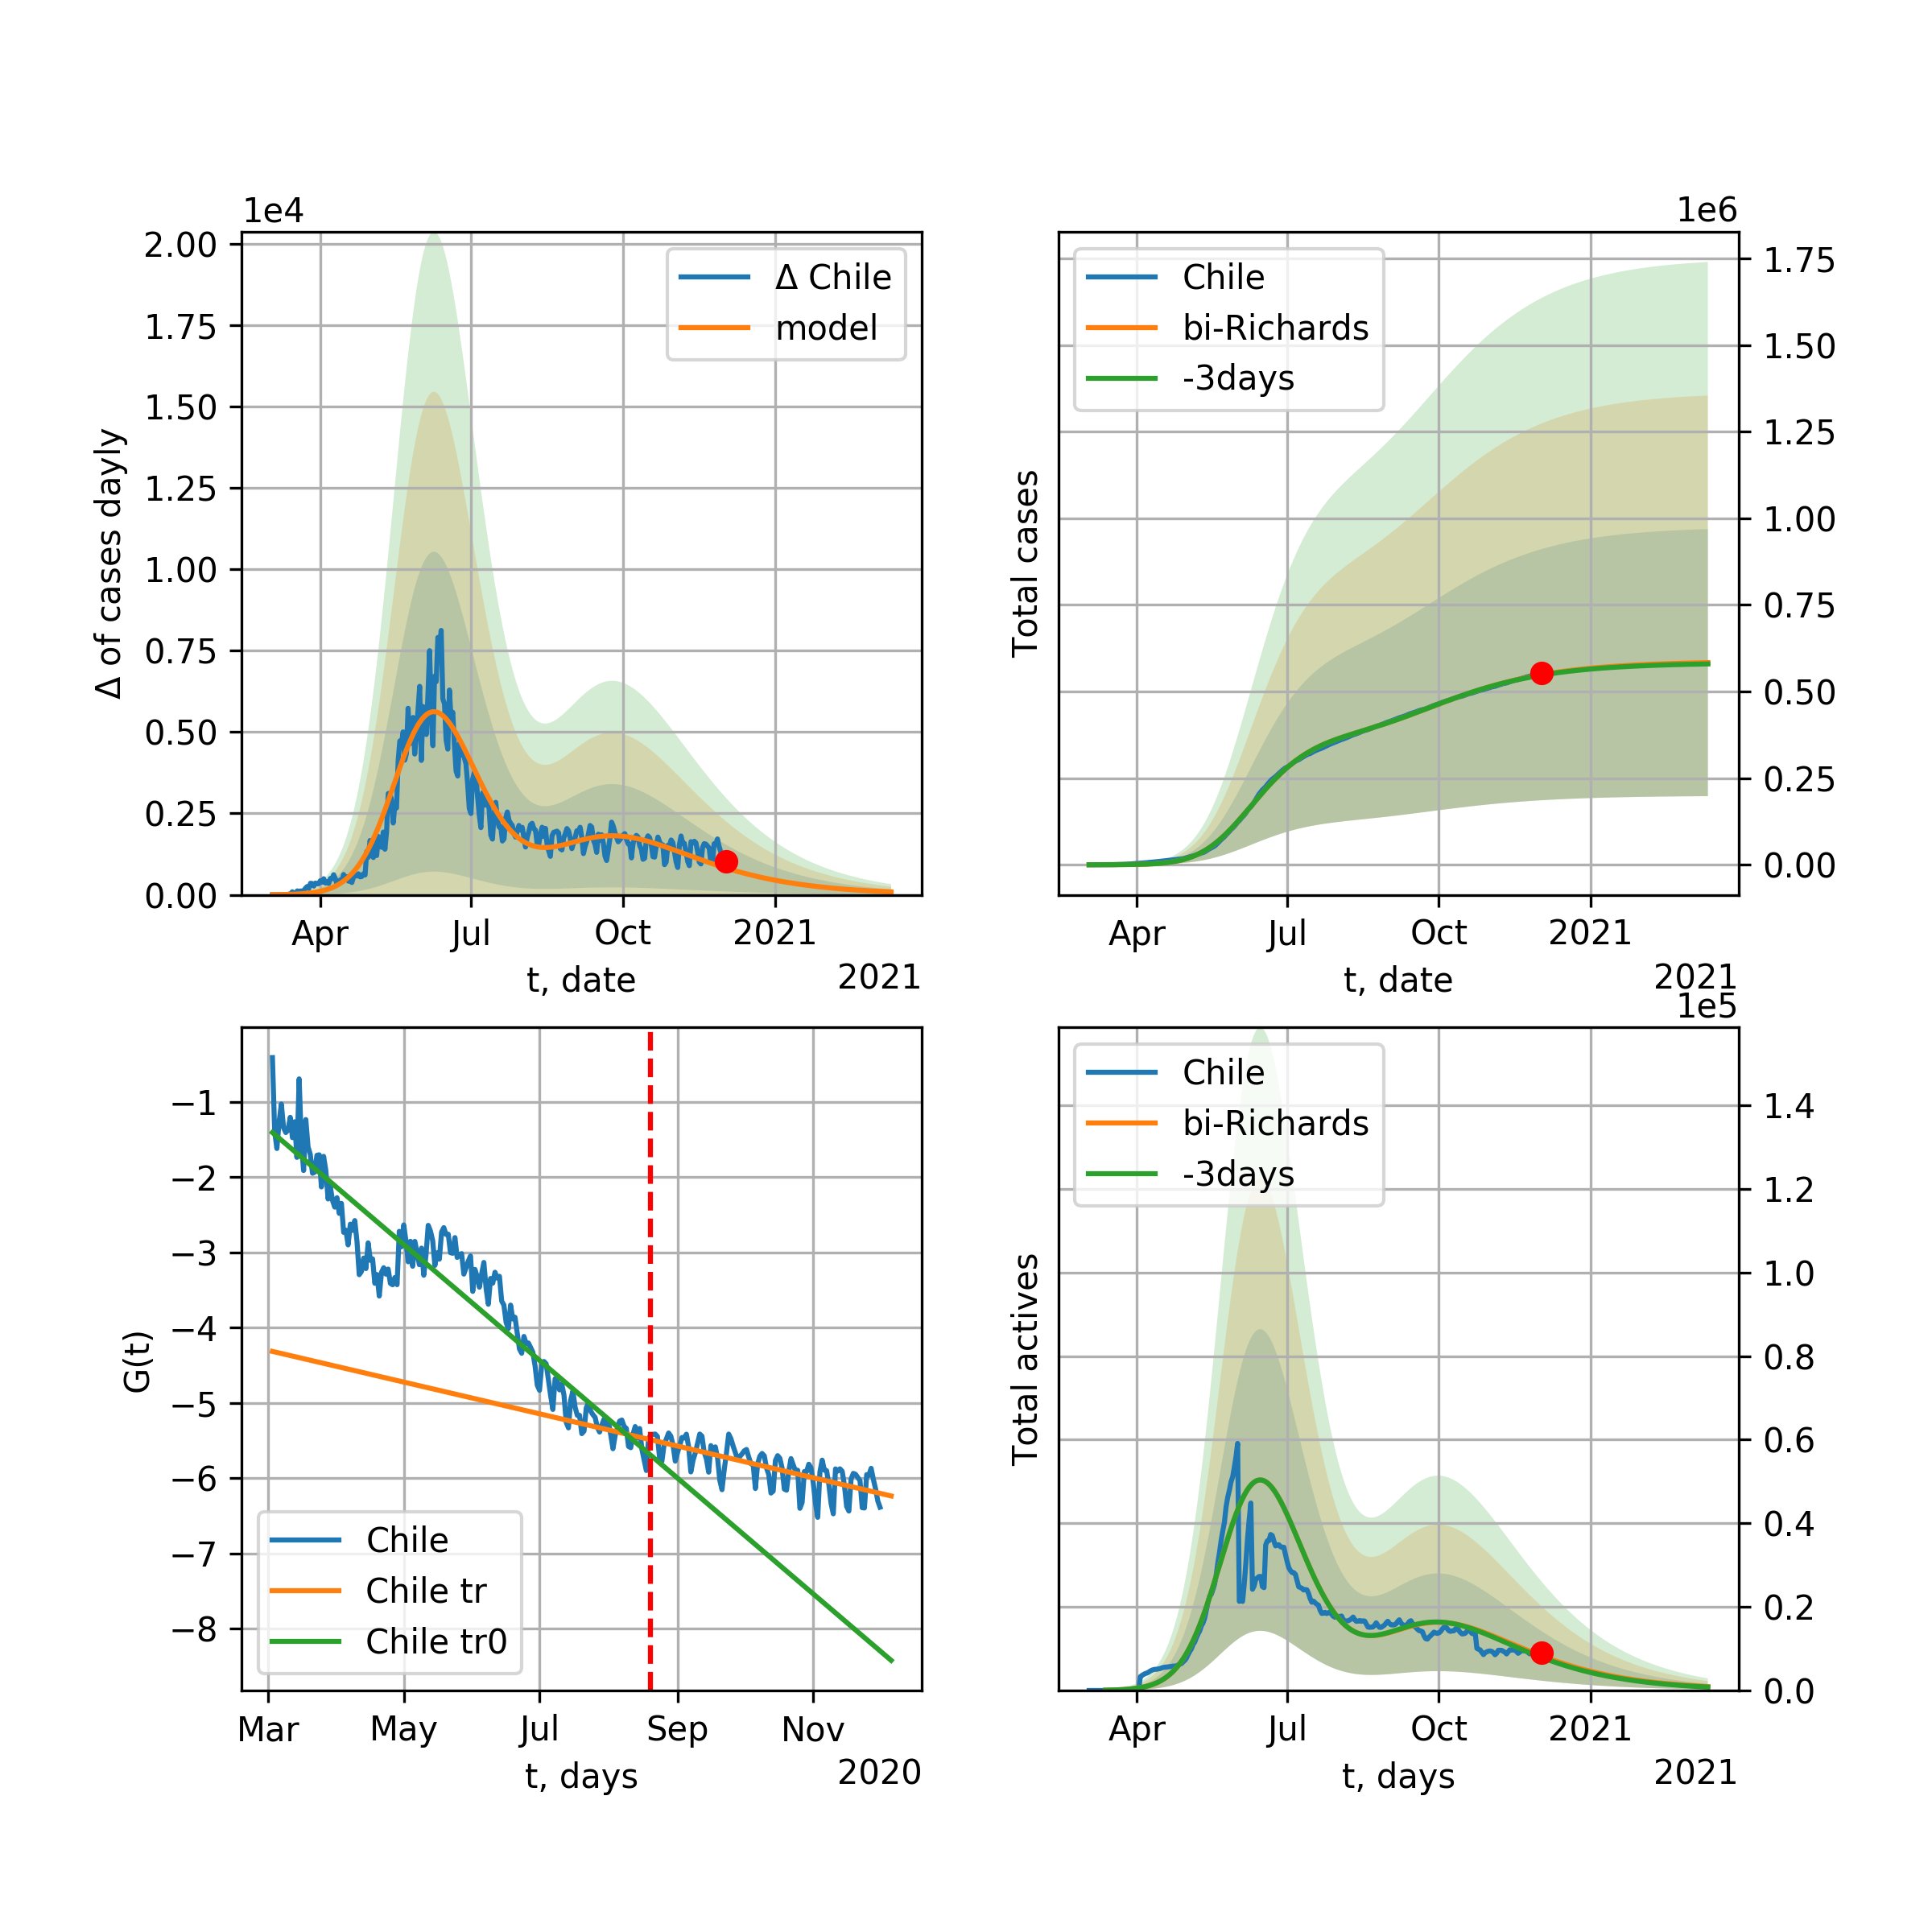 1e4
2.00
1.75
1.50
1.25
1.00
0.75
0.50
0.25
0.00
Δ of cases dayly
Δ Chile
model
Apr
Jul
Oct
2021
t, date
2021
1e6
1.75
1.50
1.25
1.00
0.75
0.50
0.25
0.00
Total cases
Chile
bi-Richards
-3days
Apr
Jul
Oct
2021
t, date
2021
−1
−2
−3
−4
−5
−6
−7
−8
G(t)
Chile
Chile tr
Chile tr0
Mar
May
Jul
Sep
Nov
t, days
2020
1e5
1.4
1.2
1.0
0.8
0.6
0.4
0.2
0.0
Total actives
Chile
bi-Richards
-3days
Apr
Jul
Oct
2021
t, days
2021